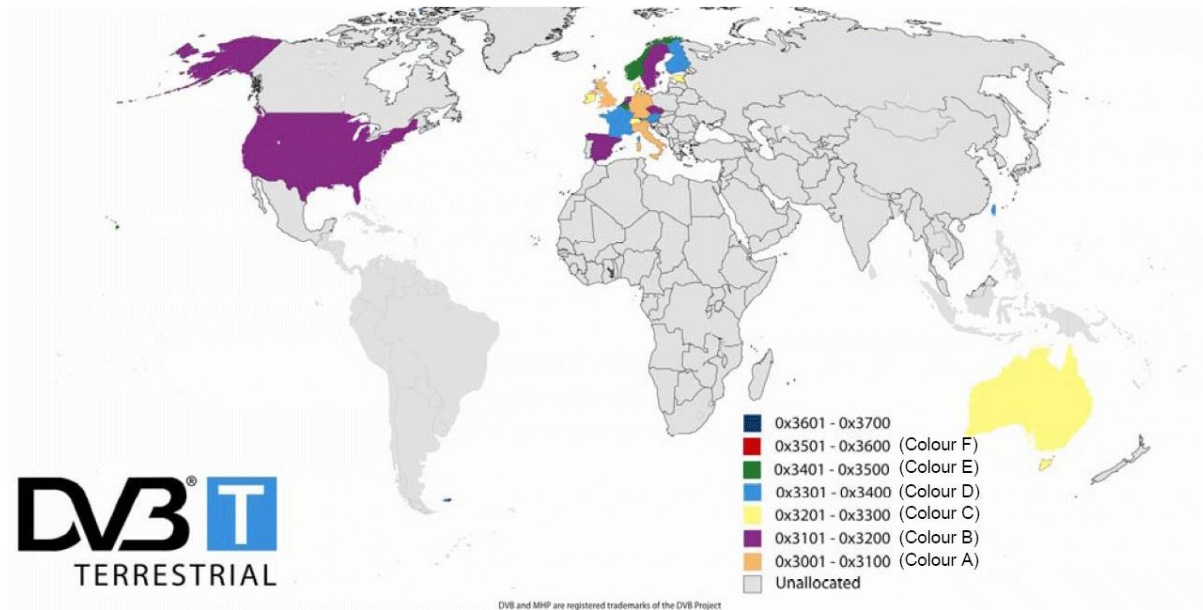 0x3601 - 0x3700
0x3501 - 0x3600 (Colour F)
0x3401 - 0x3500 (Colour E)
0x3301 - 0x3400 (Colour D)
0x3201 - 0x3300 (Colour C)
0x3101 - 0x3200 (Colour B)
0x3001 - 0x3100 (Colour A)
Unallocated
DVB® T
TERRESTRIAL
DVB and MHP are registered trademarks of the DVB Project